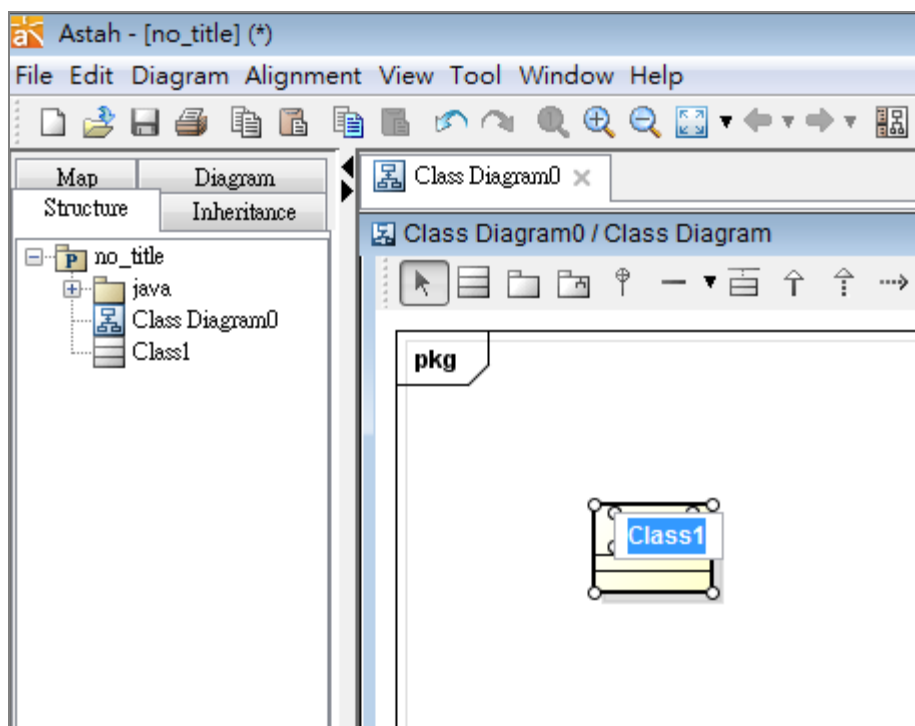 Astah - [no_title] (*)
File Edit Diagram Alignment View Tool Window Help
Map Diagram
Structure Inheritance
no_title
java
Class Diagram0
Class1
Class Diagram0
Class Diagram0 / Class Diagram
pkg
Class1